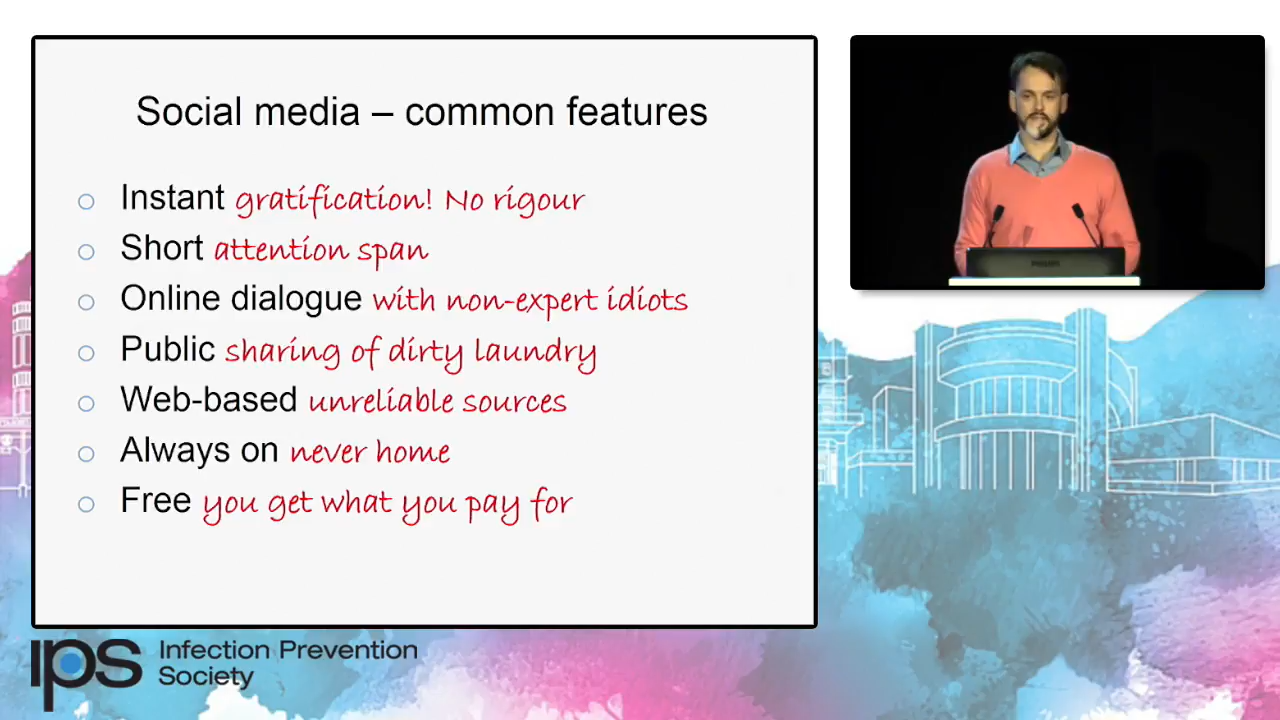 Social media – common features
Instant gratification! No rigour
Short attention span
Online dialogue with non-expert idiots
Public sharing of dirty laundry
Web-based unreliable sources
Always on never home
Free you get what you pay for
PHILIPS
IPS Infection Prevention
Society